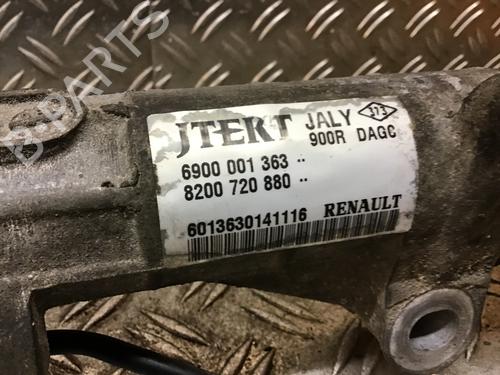 B-PARTS
JTEKT JALY 373
900R DAGC
6900 001 363 ..
8200 720 880 ..
6013630141116 RENAULT